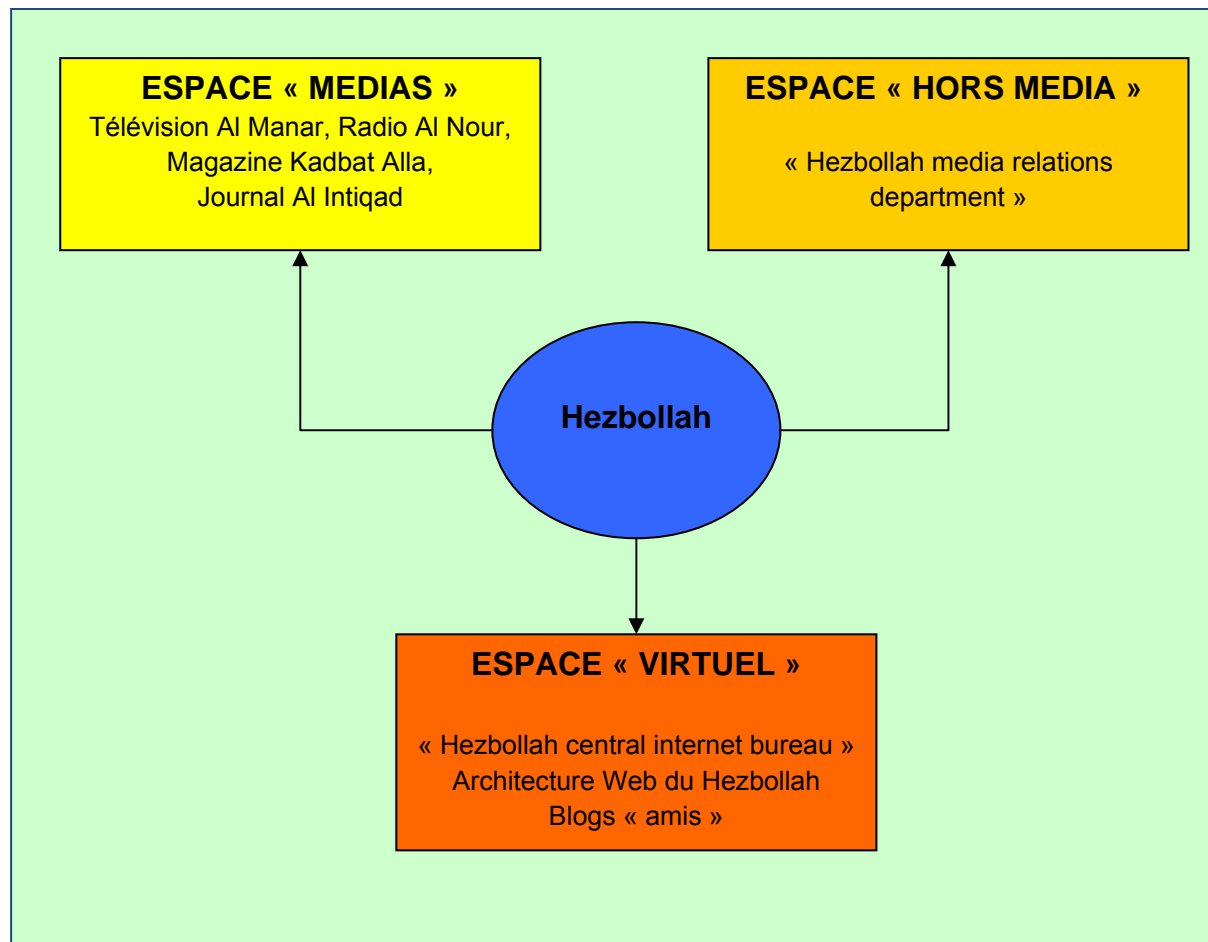 ESPACE « MEDIAS »
Télévision Al Manar, Radio Al Nour,
Magazine Kadbat Alla,
Journal Al Intiqad
ESPACE « HORS MEDIA »
« Hezbollah media relations
department »
Hezbollah
ESPACE « VIRTUEL »
« Hezbollah central internet bureau »
Architecture Web du Hezbollah
Blogs « amis »